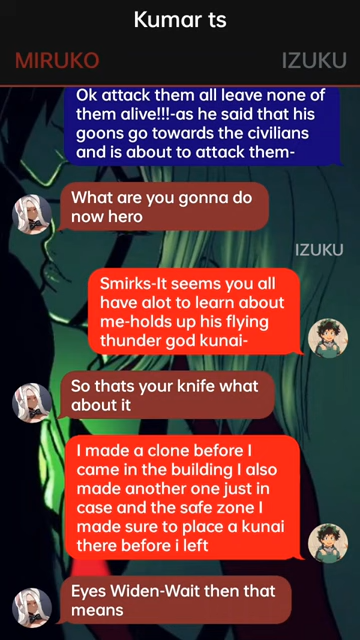 Kumar ts
MIRUKO
IZUKU
Ok attack them all leave none of
them alive!!!-as he said that his
goons go towards the civilians
and is about to attack them-
What are you gonna do
now hero
IZUKU
Smirks-It seems you all
have alot to learn about
me-holds up his flying
thunder god kunai-
So thats your knife what
about it
I made a clone before I
came in the building I also
made another one just in
case and the safe zone I
made sure to place a kunai
there before i left
Eyes Widen-Wait then that
means